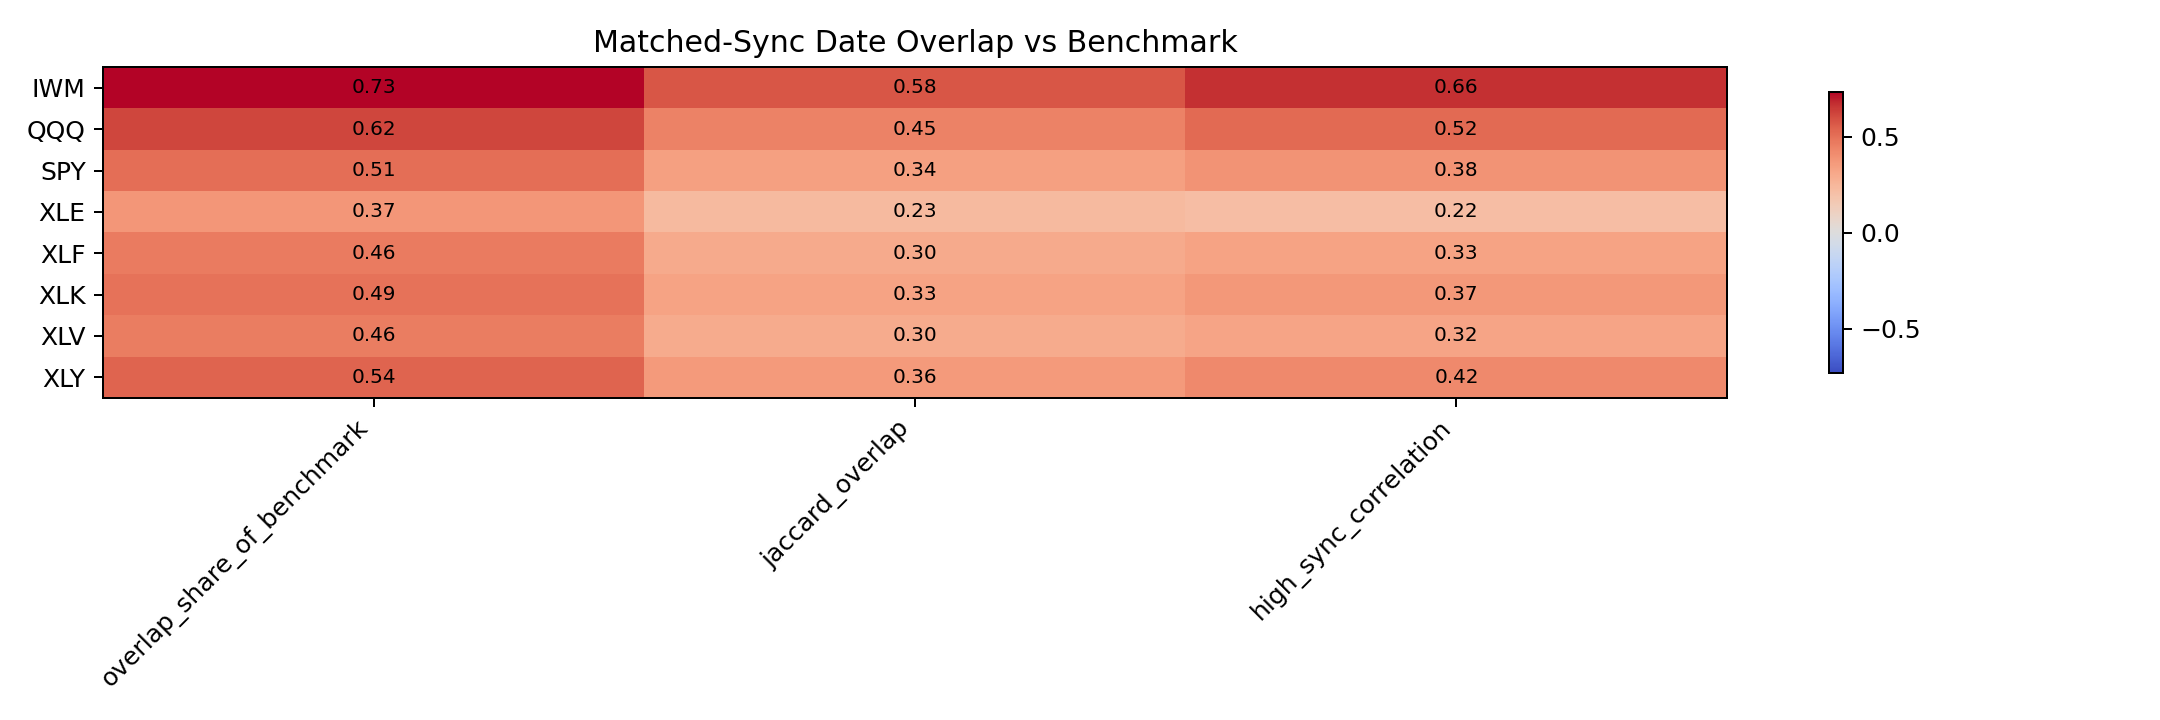 Matched-Sync Date Overlap vs Benchmark
IWM 0.73 0.58 0.66
QQQ 0.62 0.45 0.52
SPY 0.51 0.34 0.38
XLE 0.37 0.23 0.22
XLF 0.46 0.30 0.33
XLK 0.49 0.33 0.37
XLV 0.46 0.30 0.32
XLY 0.54 0.36 0.42
overlap_share_of_benchmark
jaccard_overlap
high_sync_correlation
0.5
0.0
−0.5